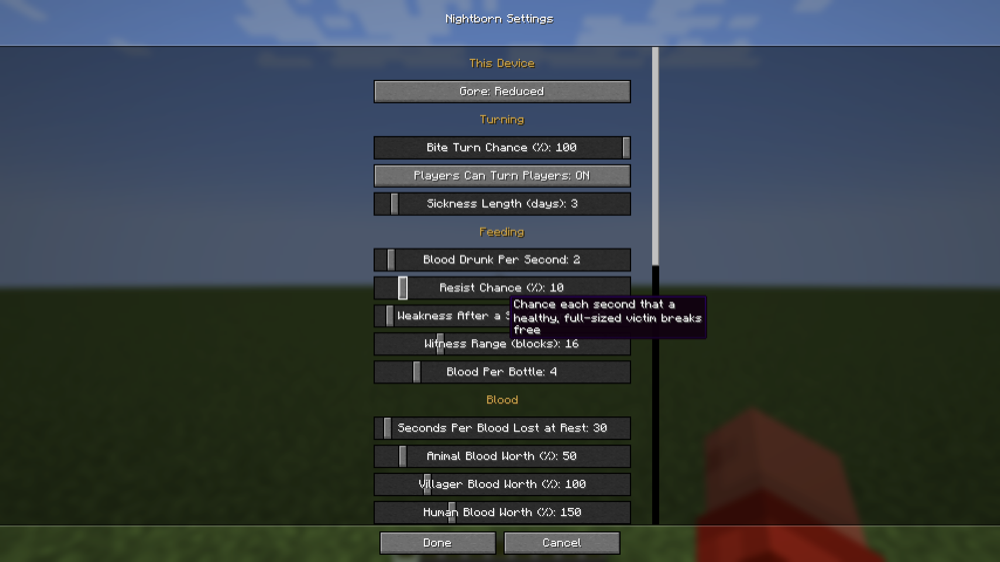 Nightborn Settings
This Device
Gore: Reduced
Turning
Bite Turn Chance (%): 100
Players Can Turn Players: ON
Sickness Length (days): 3
Feeding
Blood Drunk Per Second: 2
Resist Chance (%): 10
Chance each second that a
healthy, full-sized victim breaks
free
Weakness After a
Witness Range (blocks): 16
Blood Per Bottle: 4
Blood
Seconds Per Blood Lost at Rest: 30
Animal Blood Worth (%): 50
Villager Blood Worth (%): 100
Human Blood Worth (%): 150
Done
Cancel